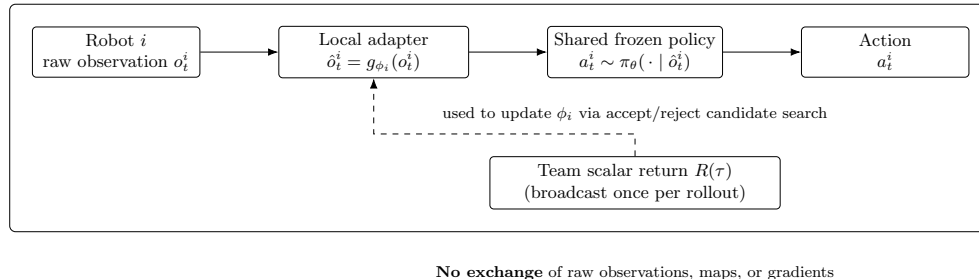 Robot i
raw observation o_t^i
Local adapter
ô_t^i = g_{ϕ_i}(o_t^i)
Shared frozen policy
a_t^i ∼ π_θ( · | ô_t^i)
Action
a_t^i
used to update ϕ_i via accept/reject candidate search
Team scalar return R(τ)
(broadcast once per rollout)
No exchange of raw observations, maps, or gradients